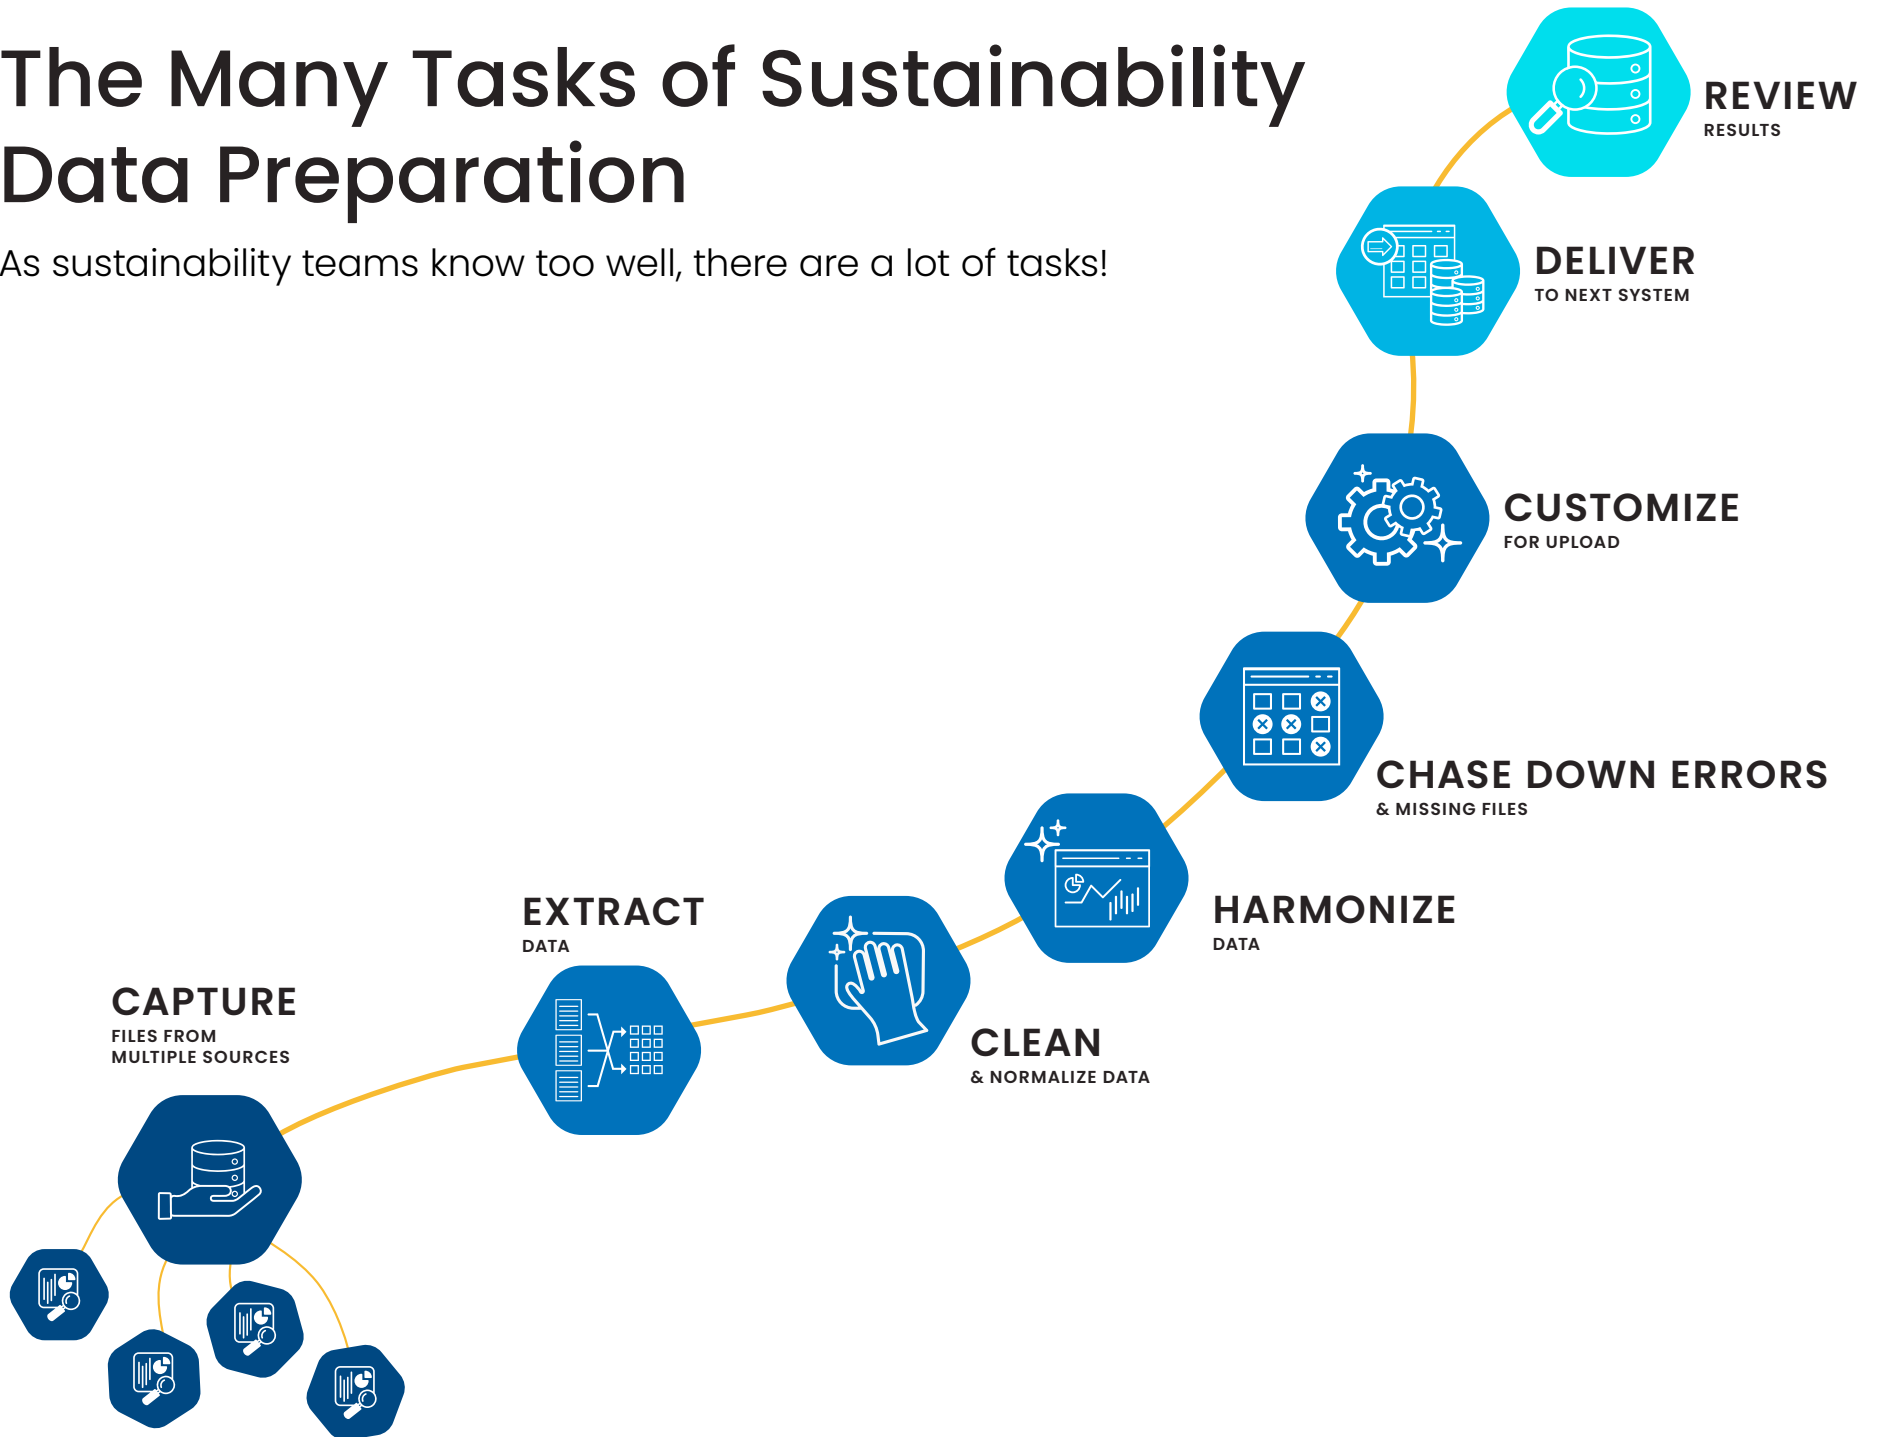 The Many Tasks of Sustainability
Data Preparation
As sustainability teams know too well, there are a lot of tasks!
REVIEW
RESULTS
DELIVER
TO NEXT SYSTEM
CUSTOMIZE
FOR UPLOAD
CHASE DOWN ERRORS
& MISSING FILES
HARMONIZE
DATA
EXTRACT
DATA
CLEAN
& NORMALIZE DATA
CAPTURE
FILES FROM
MULTIPLE SOURCES